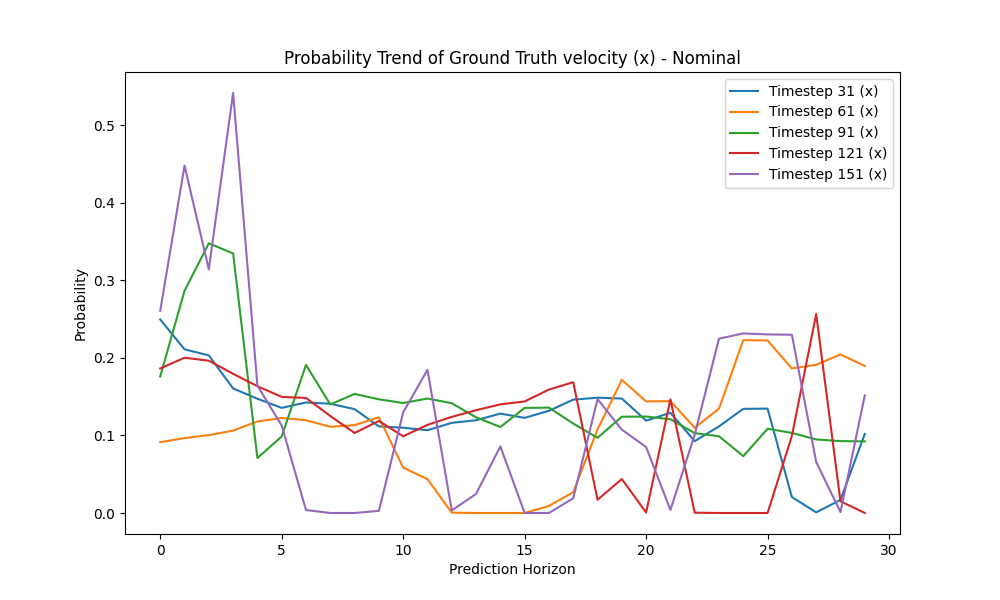 Probability Trend of Ground Truth velocity (x) - Nominal
Timestep 31 (x)
Timestep 61 (x)
Timestep 91 (x)
Timestep 121 (x)
Timestep 151 (x)
Probability
0.5
0.4
0.3
0.2
0.1
0.0
0 5 10 15 20 25 30
Prediction Horizon